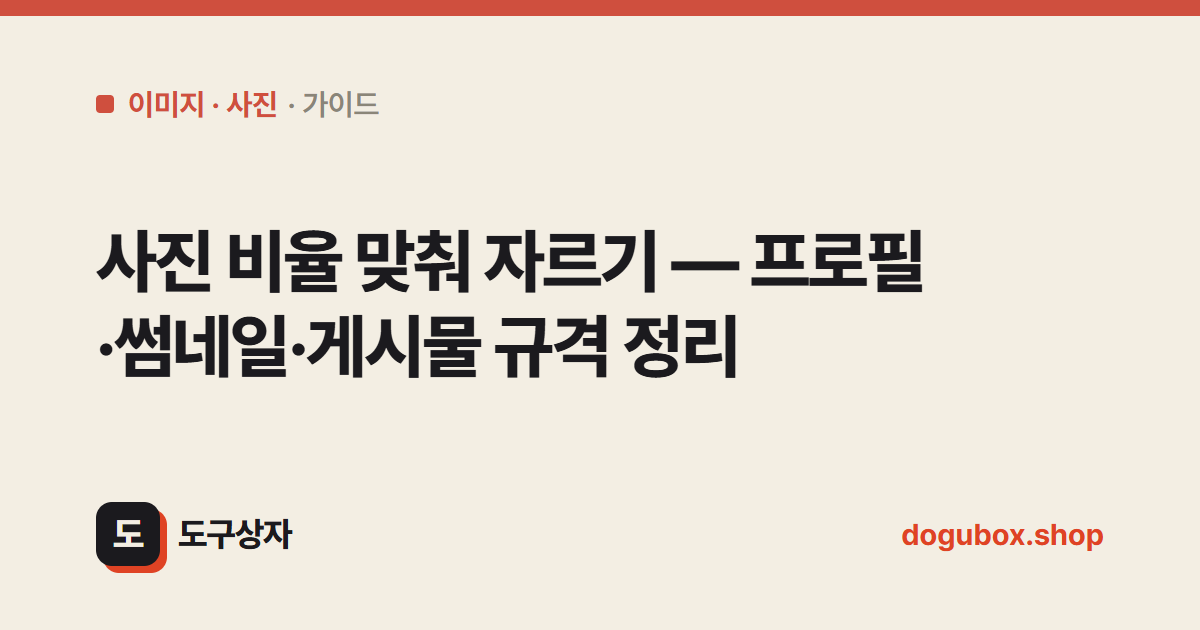 이미지 · 사진 · 가이드
사진 비율 맞춰 자르기 — 프로필
·썸네일·게시물 규격 정리
도 도구상자
dogubox.shop